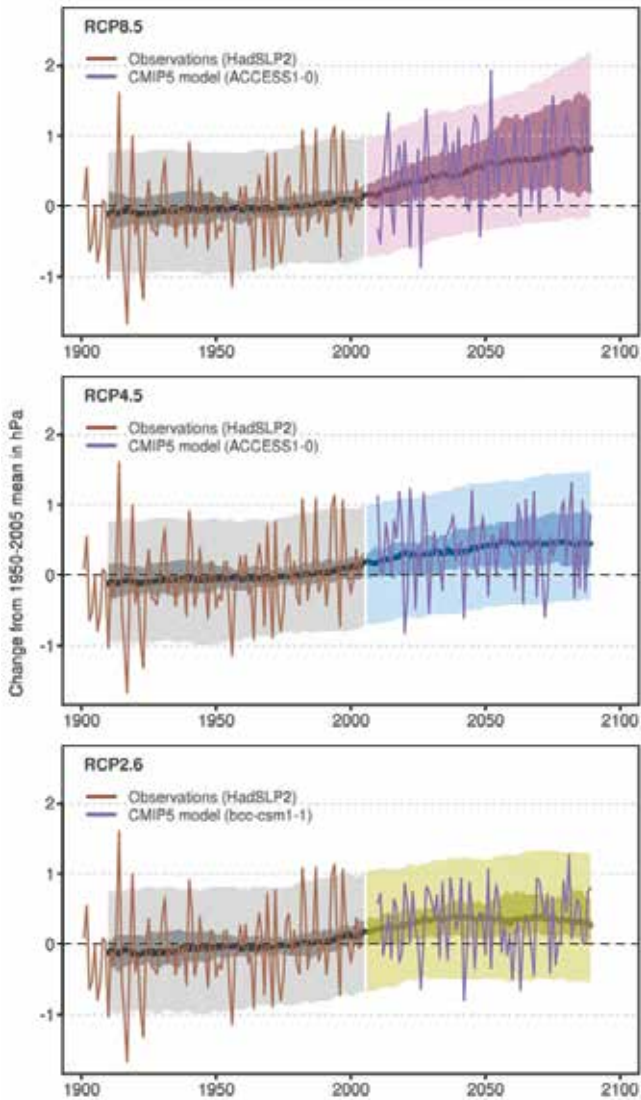 RCP8.5
Observations (HadSLP2)
CMIP5 model (ACCESS1-0)
2
1
0
-1
1900 1950 2000 2050 2100
Change from 1950-2005 mean in hPa
RCP4.5
Observations (HadSLP2)
CMIP5 model (ACCESS1-0)
2
1
0
-1
1900 1950 2000 2050 2100
RCP2.6
Observations (HadSLP2)
CMIP5 model (bcc-csm1-1)
2
1
0
-1
1900 1950 2000 2050 2100